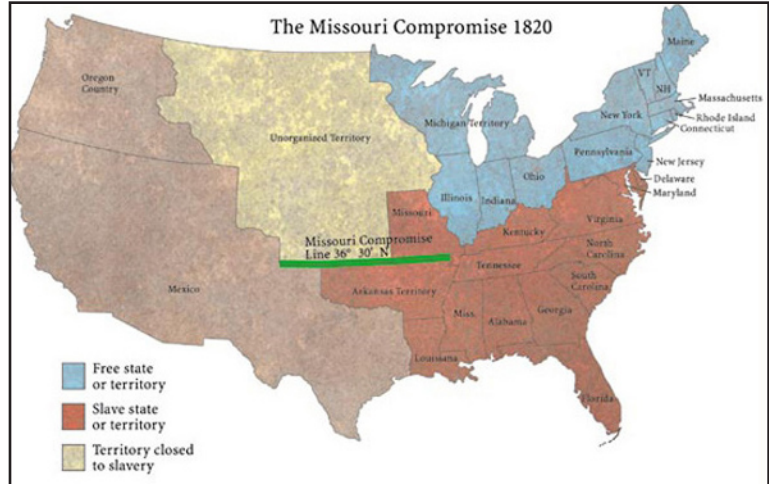 The Missouri Compromise 1820
Maine
Oregon
Country
VT
NH
Massachusetts
Michigan Territory
New York
Rhode Island
Connecticut
Unorganized Territory
Pennsylvania
New Jersey
Ohio
Delaware
Illinois
Indiana
Maryland
Missouri
Virginia
Kentucky
Missouri Compromise
Line 36° 30' N
North
Carolina
Tennessee
South
Carolina
Mexico
Arkansas Territory
Miss.
Alabama
Georgia
Louisiana
Florida
Free state
or territory
Slave state
or territory
Territory closed
to slavery